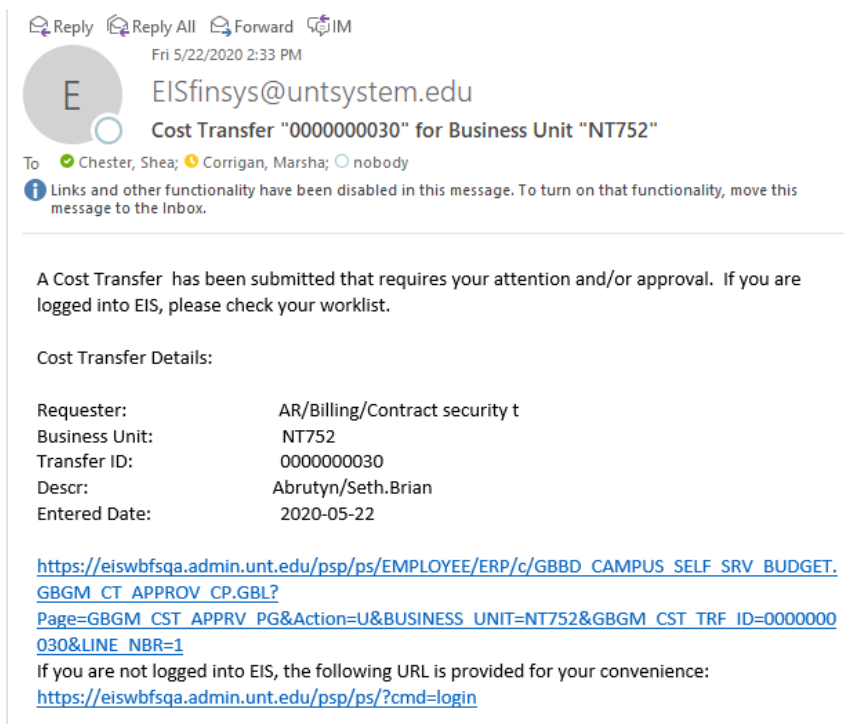 Reply Reply All Forward IM
Fri 5/22/2020 2:33 PM
E
EISfinsys@untsystem.edu
Cost Transfer "0000000030" for Business Unit "NT752"
To Chester, Shea; Corrigan, Marsha; nobody
Links and other functionality have been disabled in this message. To turn on that functionality, move this
message to the Inbox.
A Cost Transfer has been submitted that requires your attention and/or approval. If you are
logged into EIS, please check your worklist.
Cost Transfer Details:
Requester: AR/Billing/Contract security t
Business Unit: NT752
Transfer ID: 0000000030
Descr: Abrutyn/Seth.Brian
Entered Date: 2020-05-22
https://eiswbfsqa.admin.unt.edu/psp/ps/EMPLOYEE/ERP/c/GBBD_CAMPUS_SELF_SRV_BUDGET.
GBGM_CT_APPROV_CP.GBL?
Page=GBGM_CST_APPRV_PG&Action=U&BUSINESS_UNIT=NT752&GBGM_CST_TRF_ID=0000000
030&LINE_NBR=1
If you are not logged into EIS, the following URL is provided for your convenience:
https://eiswbfsqa.admin.unt.edu/psp/ps/?cmd=login